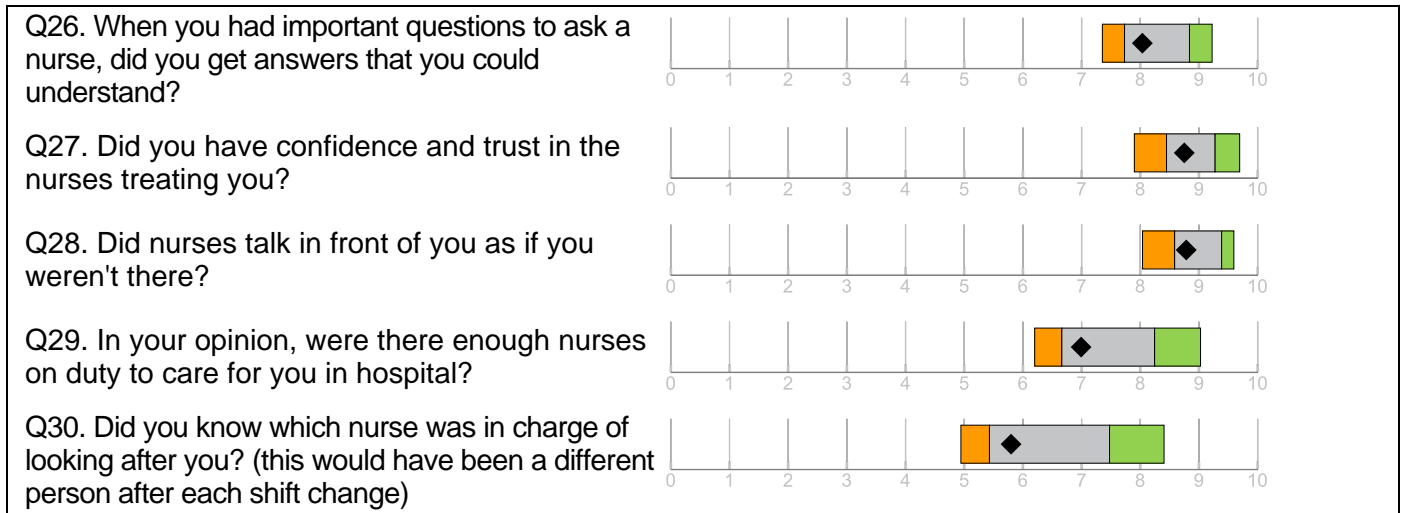 Q26. When you had important questions to ask a
nurse, did you get answers that you could
understand?
0 1 2 3 4 5 6 7 8 9 10
Q27. Did you have confidence and trust in the
nurses treating you?
0 1 2 3 4 5 6 7 8 9 10
Q28. Did nurses talk in front of you as if you
weren't there?
0 1 2 3 4 5 6 7 8 9 10
Q29. In your opinion, were there enough nurses
on duty to care for you in hospital?
0 1 2 3 4 5 6 7 8 9 10
Q30. Did you know which nurse was in charge of
looking after you? (this would have been a different
person after each shift change)
0 1 2 3 4 5 6 7 8 9 10